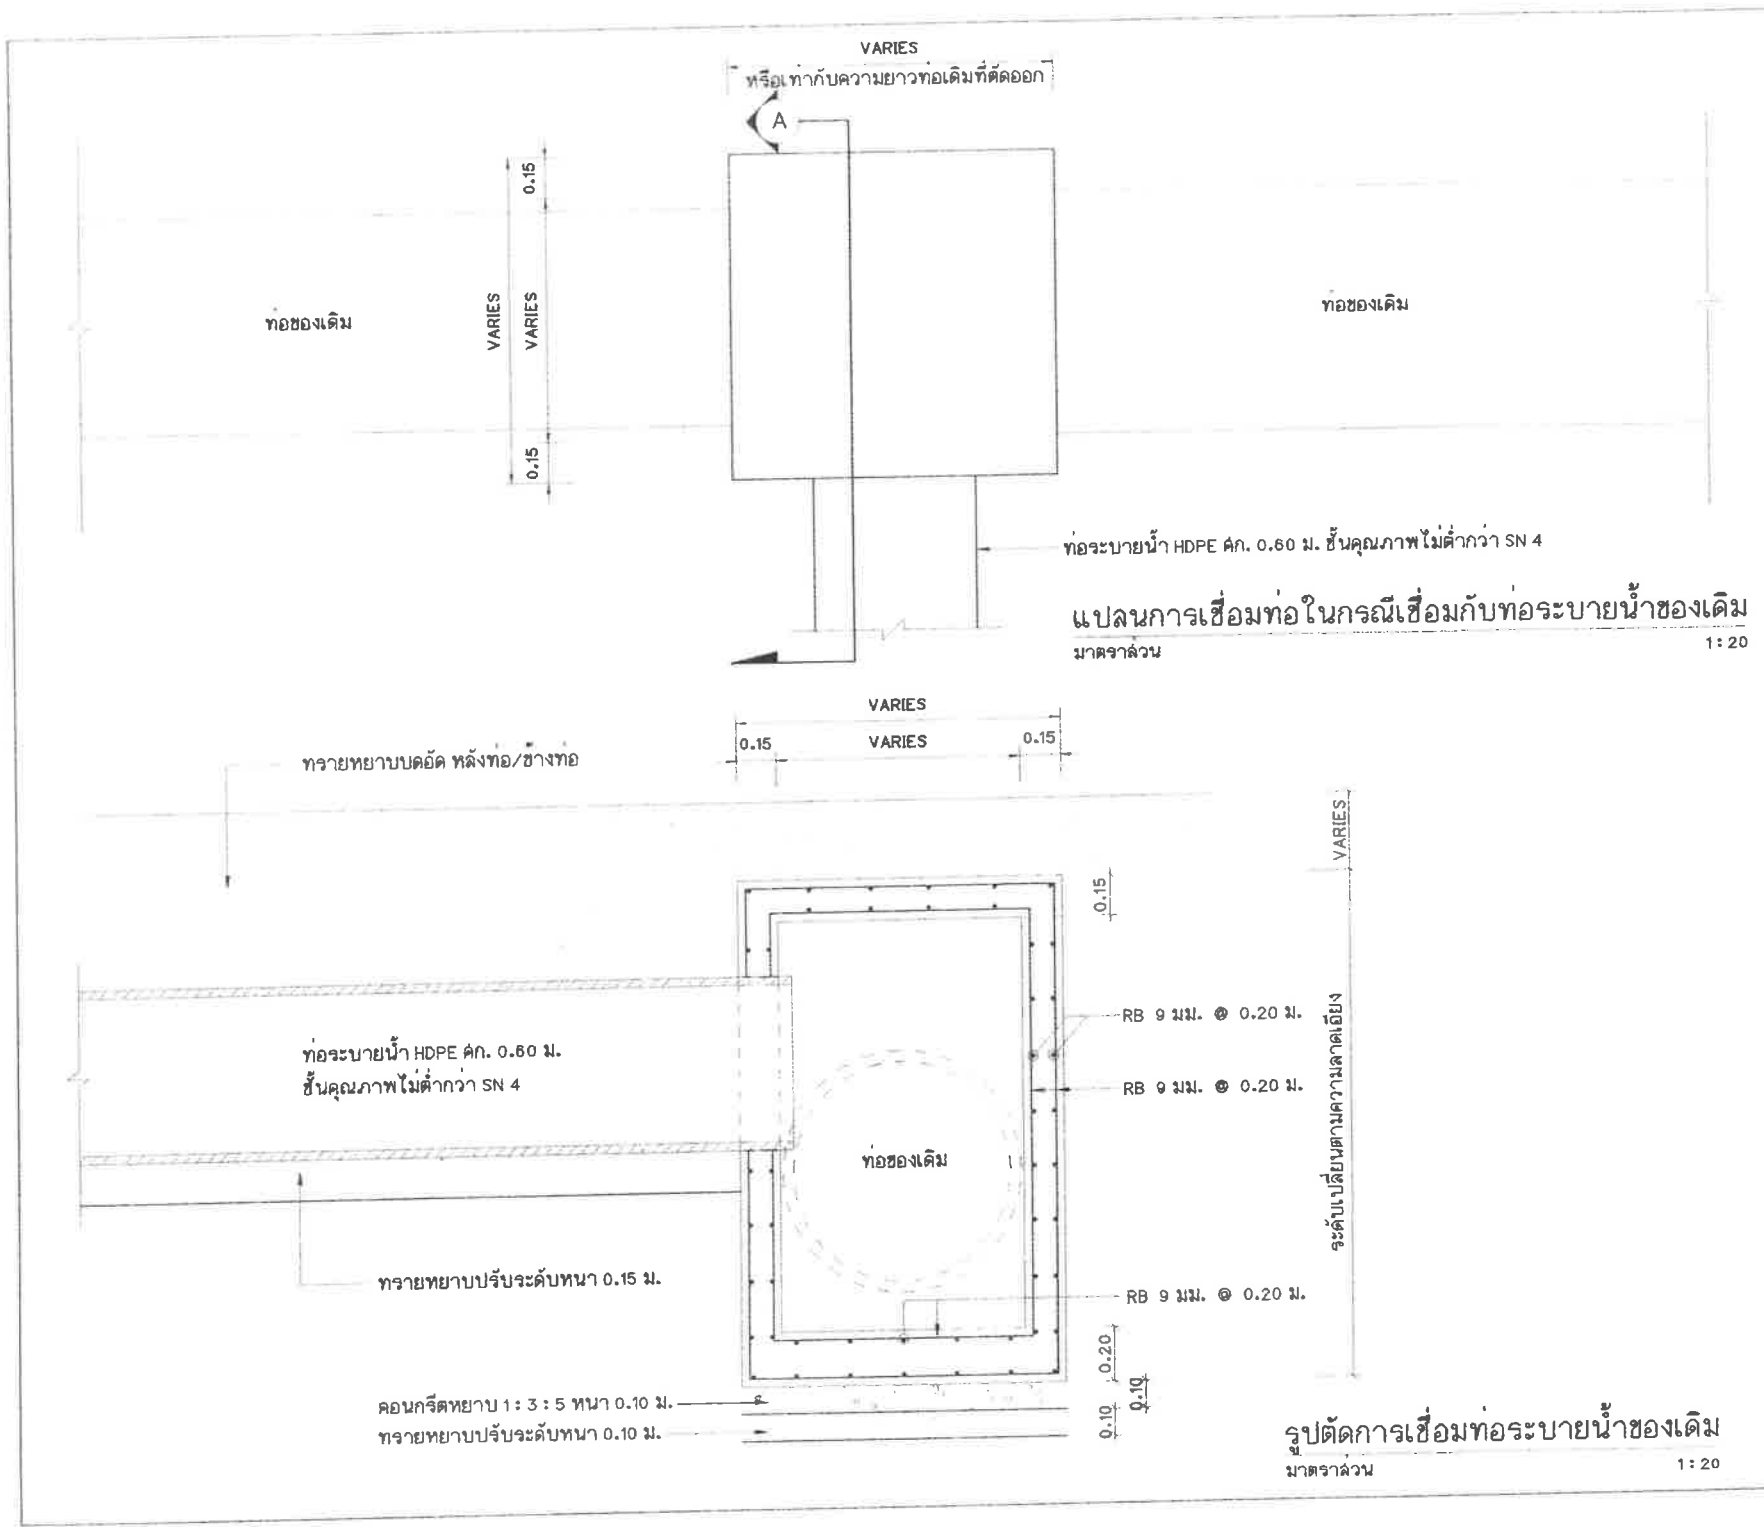 VARIES
หรือเท่ากับความยาวท่อเดิมที่ตัดออก
A
0.15
VARIES
VARIES
0.15
ท่อของเดิม
ท่อของเดิม
ท่อระบายน้ำ HDPE ศก. 0.60 ม. ชั้นคุณภาพไม่ต่ำกว่า SN 4
แปลนการเชื่อมท่อในกรณีเชื่อมกับท่อระบายน้ำของเดิม
มาตราส่วน 1:20
VARIES
0.15 VARIES 0.15
ทรายหยาบบดอัด หลังท่อ/ข้างท่อ
VARIES
0.15
ท่อระบายน้ำ HDPE ศก. 0.60 ม.
ชั้นคุณภาพไม่ต่ำกว่า SN 4
RB 9 มม. @ 0.20 ม.
RB 9 มม. @ 0.20 ม.
ท่อของเดิม
ระดับเปลี่ยนตามความลาดเอียง
ทรายหยาบปรับระดับหนา 0.15 ม.
RB 9 มม. @ 0.20 ม.
0.20
0.10
0.10
คอนกรีตหยาบ 1:3:5 หนา 0.10 ม.
ทรายหยาบปรับระดับหนา 0.10 ม.
รูปตัดการเชื่อมท่อระบายน้ำของเดิม
มาตราส่วน 1:20